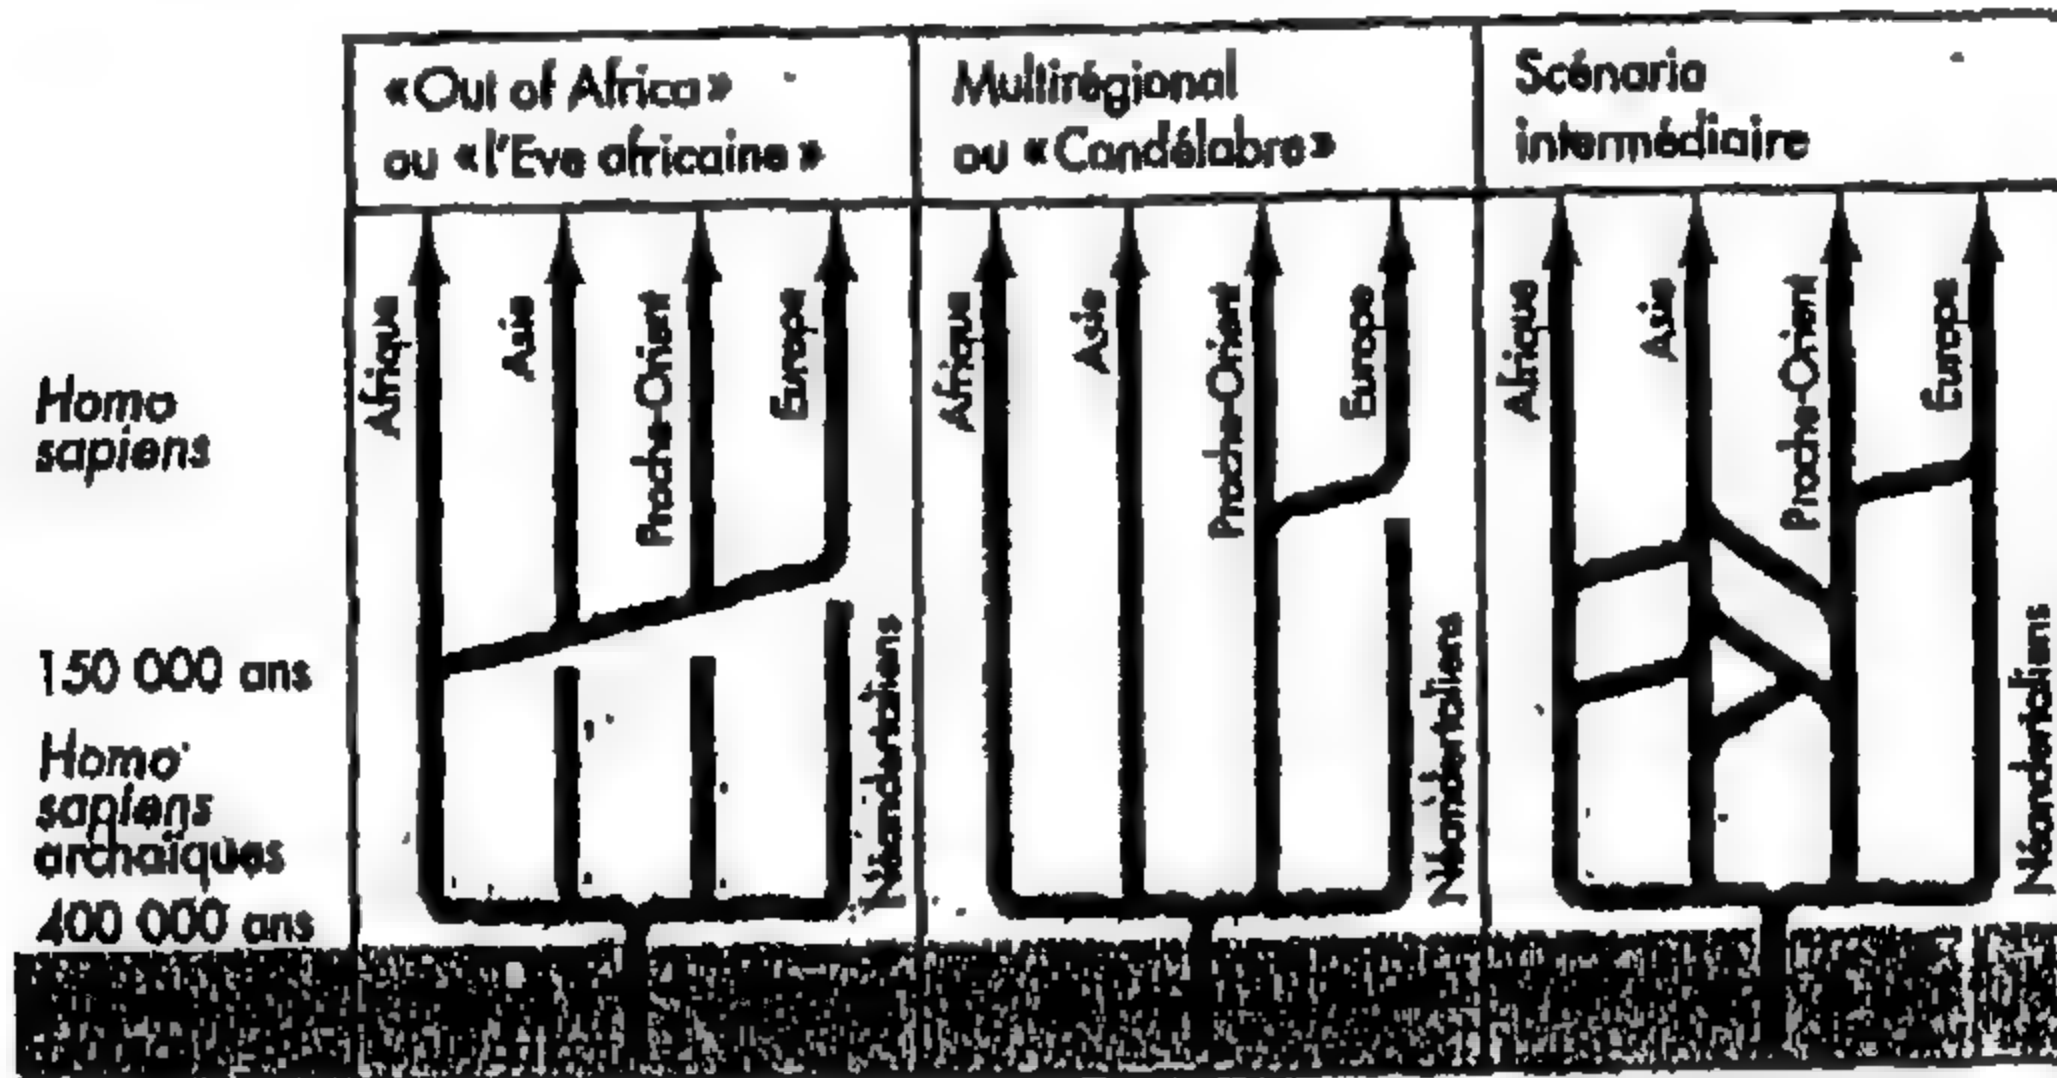 «Out of Africa»
ou «l'Eve africaine»
Multirégional
ou «Candélabre»
Scénario
intermédiaire
Afrique
Asie
Proche-Orient
Europe
Néandertaliens
Afrique
Asie
Proche-Orient
Europe
Néandertaliens
Afrique
Asie
Proche-Orient
Europe
Néandertaliens
Homo
sapiens
150 000 ans
Homo
sapiens
archaïques
400 000 ans